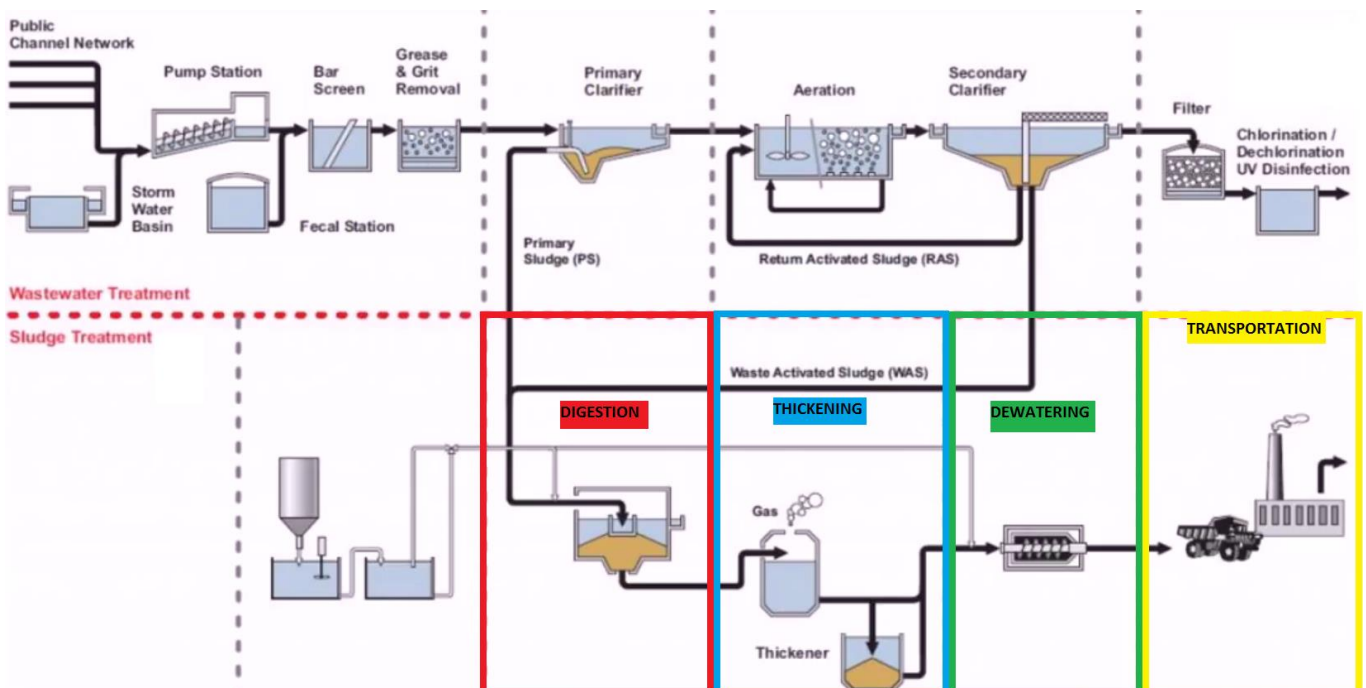 Public
Channel Network
Pump Station
Bar
Screen
Grease
& Grit
Removal
Primary
Clarifier
Aeration
Secondary
Clarifier
Filter
Chlorination /
Dechlorination
UV Disinfection
Storm
Water
Basin
Fecal Station
Primary
Sludge (PS)
Return Activated Sludge (RAS)
Wastewater Treatment
Sludge Treatment
TRANSPORTATION
Waste Activated Sludge (WAS)
DIGESTION
THICKENING
DEWATERING
Gas
Thickener